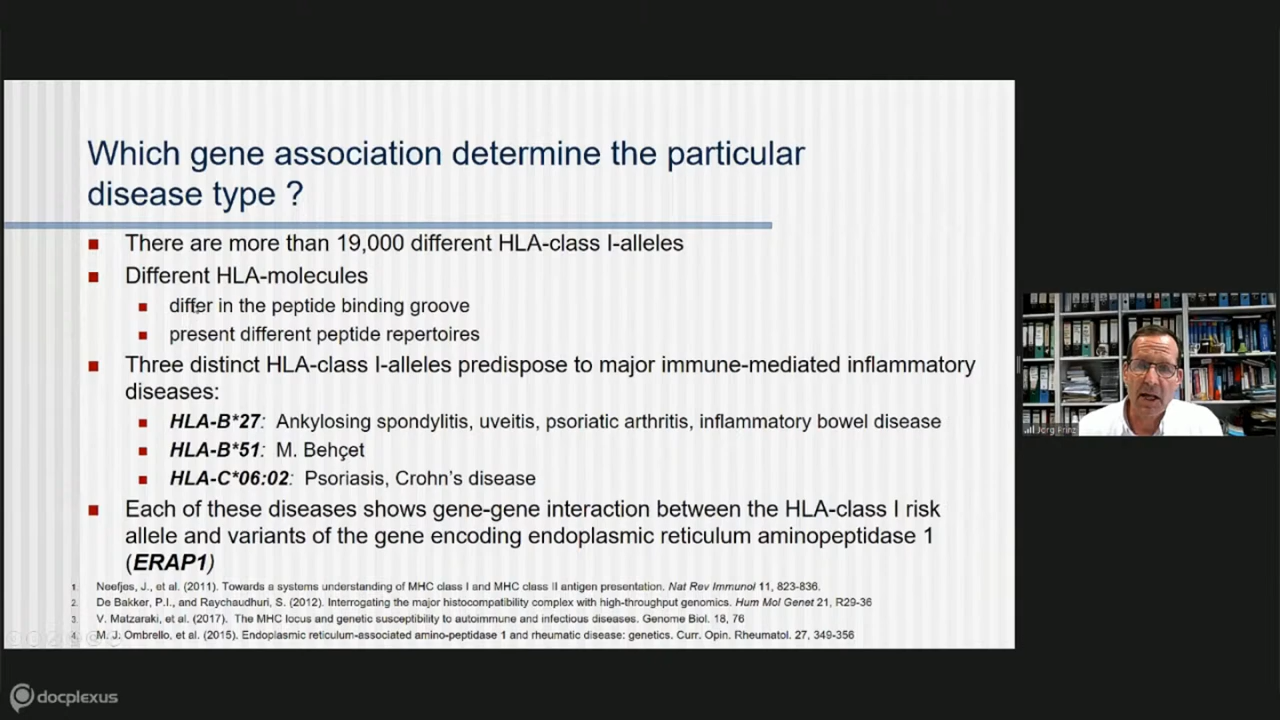 Which gene association determine the particular
disease type ?
There are more than 19,000 different HLA-class I-alleles
Different HLA-molecules
differ in the peptide binding groove
present different peptide repertoires
Three distinct HLA-class I-alleles predispose to major immune-mediated inflammatory
diseases:
HLA-B*27: Ankylosing spondylitis, uveitis, psoriatic arthritis, inflammatory bowel disease
HLA-B*51: M. Behçet
HLA-C*06:02: Psoriasis, Crohn's disease
Each of these diseases shows gene-gene interaction between the HLA-class I risk
allele and variants of the gene encoding endoplasmic reticulum aminopeptidase 1
(ERAP1)
1. Neefjes, J., et al. (2011). Towards a systems understanding of MHC class I and MHC class II antigen presentation. Nat Rev Immunol 11, 823-836.
2. De Bakker, P.I., and Raychaudhuri, S. (2012). Interrogating the major histocompatibility complex with high-throughput genomics. Hum Mol Genet 21, R29-36
3. V. Matzaraki, et al. (2017). The MHC locus and genetic susceptibility to autoimmune and infectious diseases. Genome Biol. 18, 76
4. M. J. Ombrello, et al. (2015). Endoplasmic reticulum-associated amino-peptidase 1 and rheumatic disease: genetics. Curr. Opin. Rheumatol. 27, 349-356
Jörg Prinz
docplexus